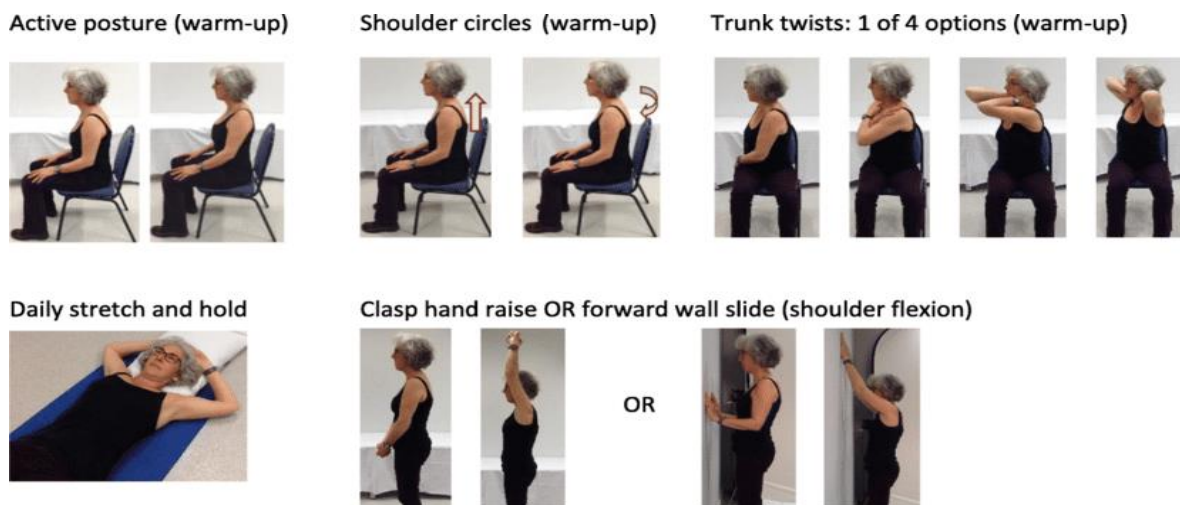 Active posture (warm-up)
Shoulder circles (warm-up)
Trunk twists: 1 of 4 options (warm-up)
Daily stretch and hold
Clasp hand raise OR forward wall slide (shoulder flexion)
OR